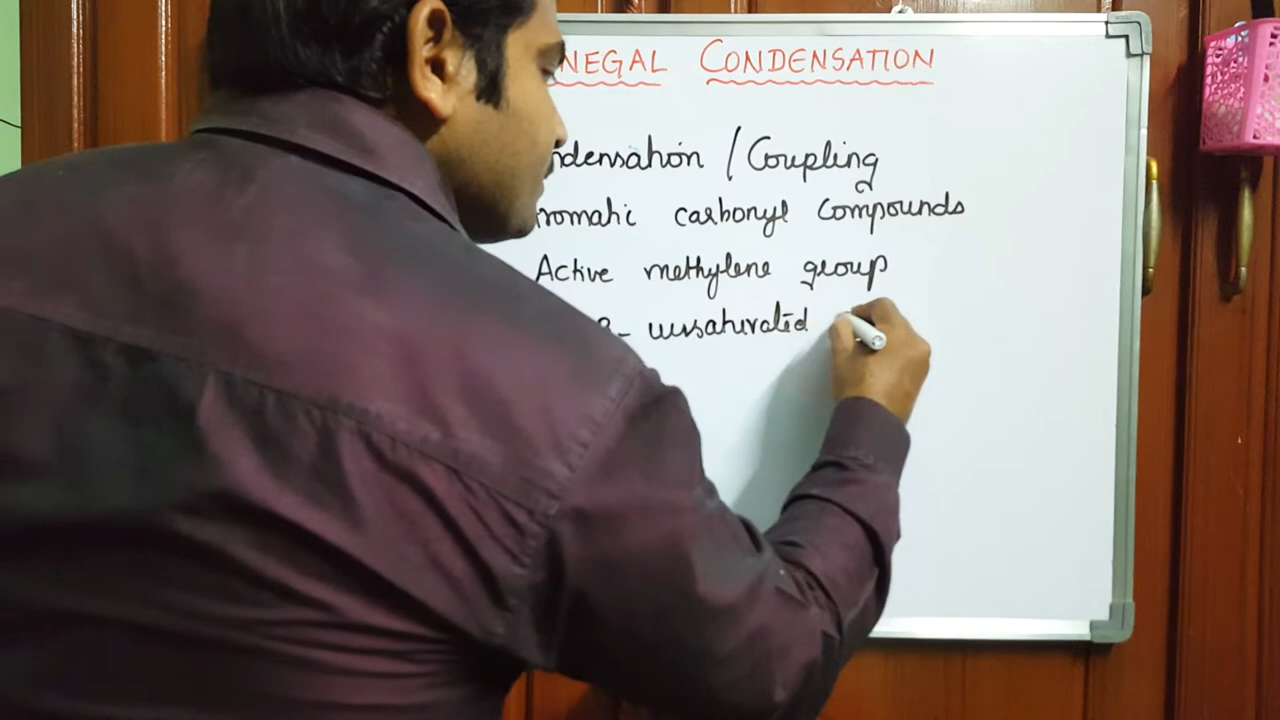 NEGAL CONDENSATION
ndensation / Coupling
romatic carbonyl compounds
Active methylene group
β- unsaturated